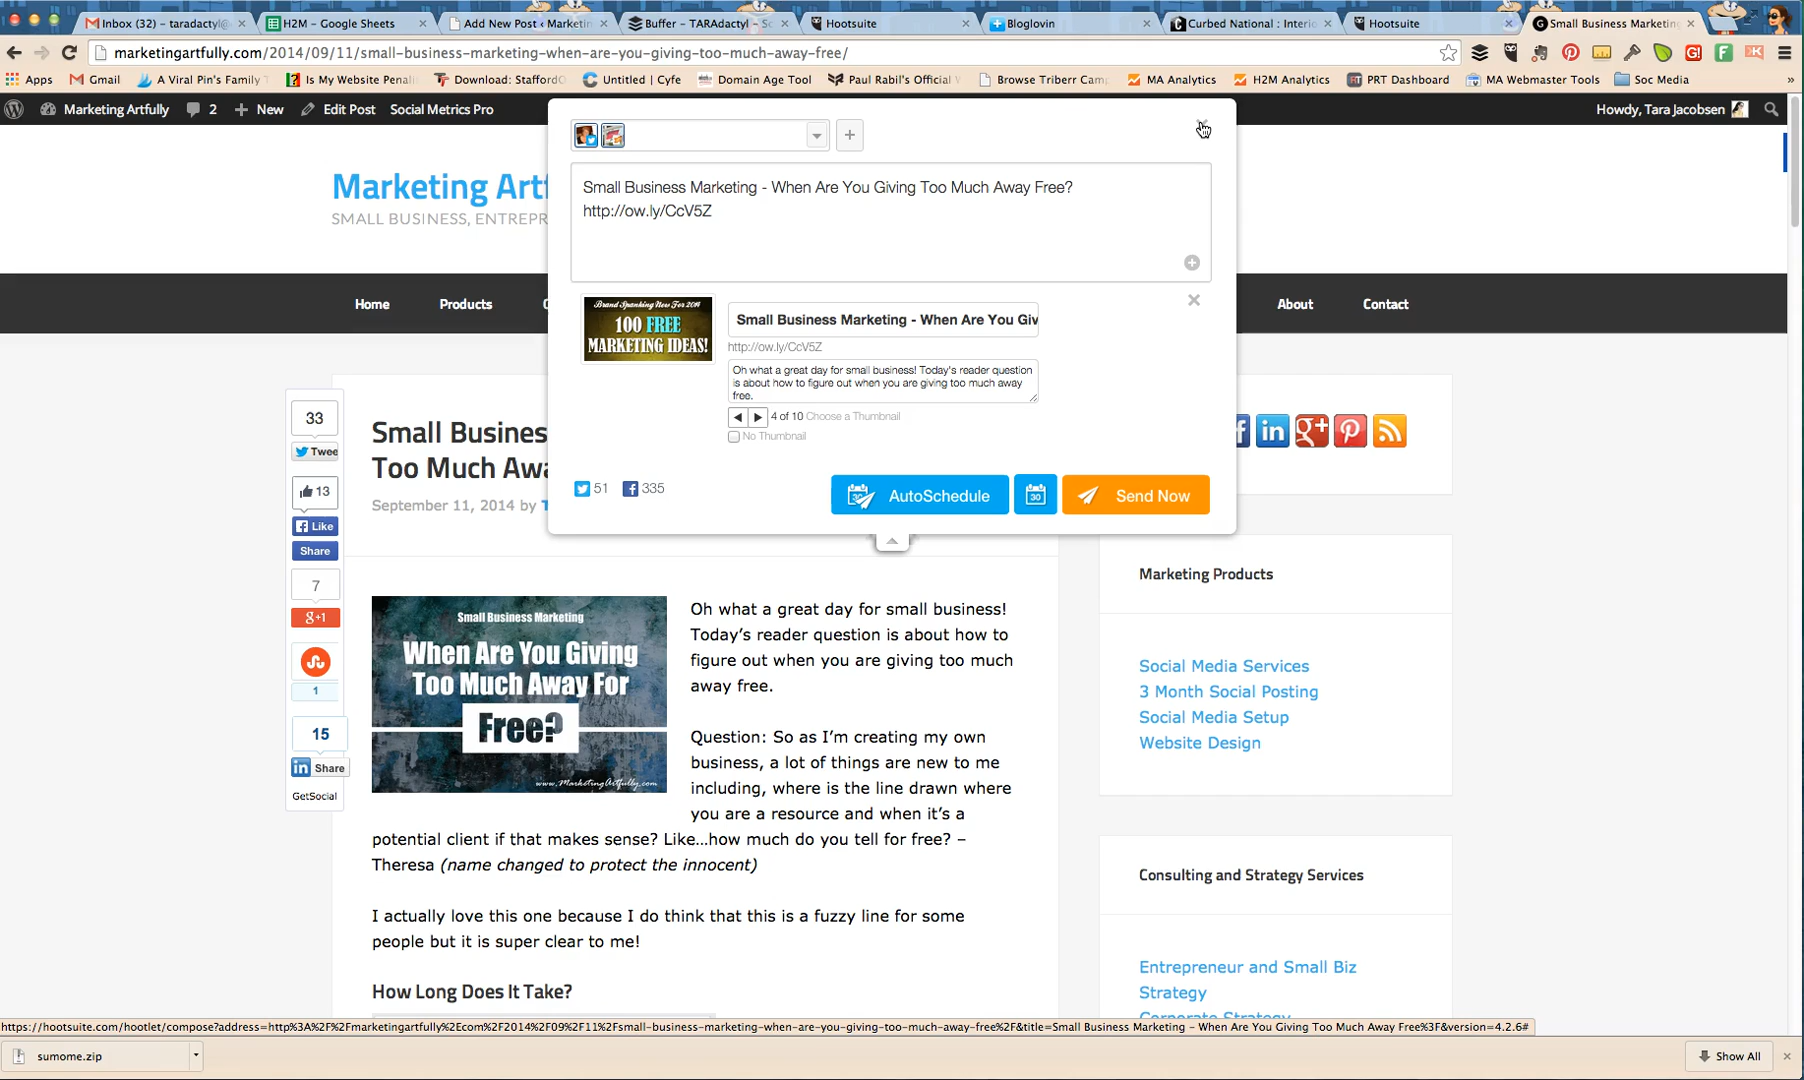 Inbox (32) – taradactyl@
H2M – Google Sheets
Add New Post ‹ Marketin
Buffer – TARAdactyl – So
Hootsuite
Bloglovin
Curbed National : Interio
Hootsuite
Small Business Marketing
marketingartfully.com/2014/09/11/small-business-marketing-when-are-you-giving-too-much-away-free/
Apps
Gmail
A Viral Pin's Family T
Is My Website Penali
Download: StaffordO
Untitled | Cyfe
Domain Age Tool
Paul Rabil's Official
Browse Triberr Camp
MA Analytics
H2M Analytics
PRT Dashboard
MA Webmaster Tools
Soc Media
»
Marketing Artfully
2
New
Edit Post
Social Metrics Pro
Howdy, Tara Jacobsen
Marketing Artf
SMALL BUSINESS, ENTREPR
Small Business Marketing - When Are You Giving Too Much Away Free?
http://ow.ly/CcV5Z
Home
Products
About
Contact
Brand Spanking New For 2014
100 FREE
MARKETING IDEAS!
Small Business Marketing - When Are You Giv
http://ow.ly/CcV5Z
Oh what a great day for small business! Today's reader question
is about how to figure out when you are giving too much away
free.
4 of 10 Choose a Thumbnail
No Thumbnail
51
335
AutoSchedule
30
Send Now
33
Twee
13
Like
Share
7
g+1
1
15
Share
GetSocial
Small Busines
Too Much Awa
September 11, 2014 by
Small Business Marketing
When Are You Giving
Too Much Away For
Free?
www.MarketingArtfully.com
Oh what a great day for small business!
Today's reader question is about how to
figure out when you are giving too much
away free.
Question: So as I'm creating my own
business, a lot of things are new to me
including, where is the line drawn where
you are a resource and when it's a
potential client if that makes sense? Like…how much do you tell for free? –
Theresa (name changed to protect the innocent)
I actually love this one because I do think that this is a fuzzy line for some
people but it is super clear to me!
How Long Does It Take?
Marketing Products
Social Media Services
3 Month Social Posting
Social Media Setup
Website Design
Consulting and Strategy Services
Entrepreneur and Small Biz
Strategy
Corporate Strategy
https://hootsuite.com/hootlet/compose?address=http%3A%2F%2Fmarketingartfully%2Ecom%2F2014%2F09%2F11%2Fsmall-business-marketing-when-are-you-giving-too-much-away-free%2F&title=Small Business Marketing – When Are You Giving Too Much Away Free%3F&version=4.2.6#
sumome.zip
Show All